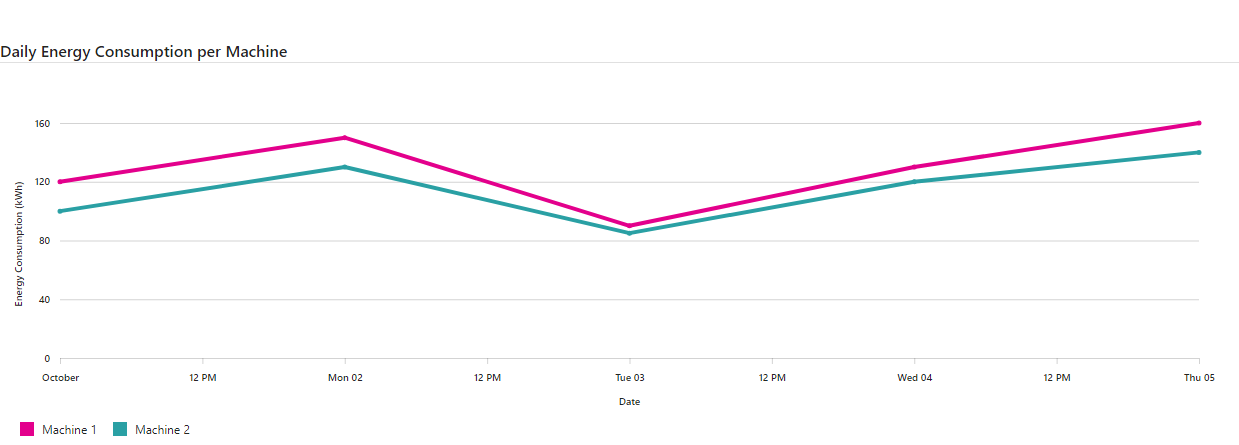 Daily Energy Consumption per Machine
160
120
80
40
0
Energy Consumption (kWh)
October 12 PM Mon 02 12 PM Tue 03 12 PM Wed 04 12 PM Thu 05
Date
Machine 1 Machine 2